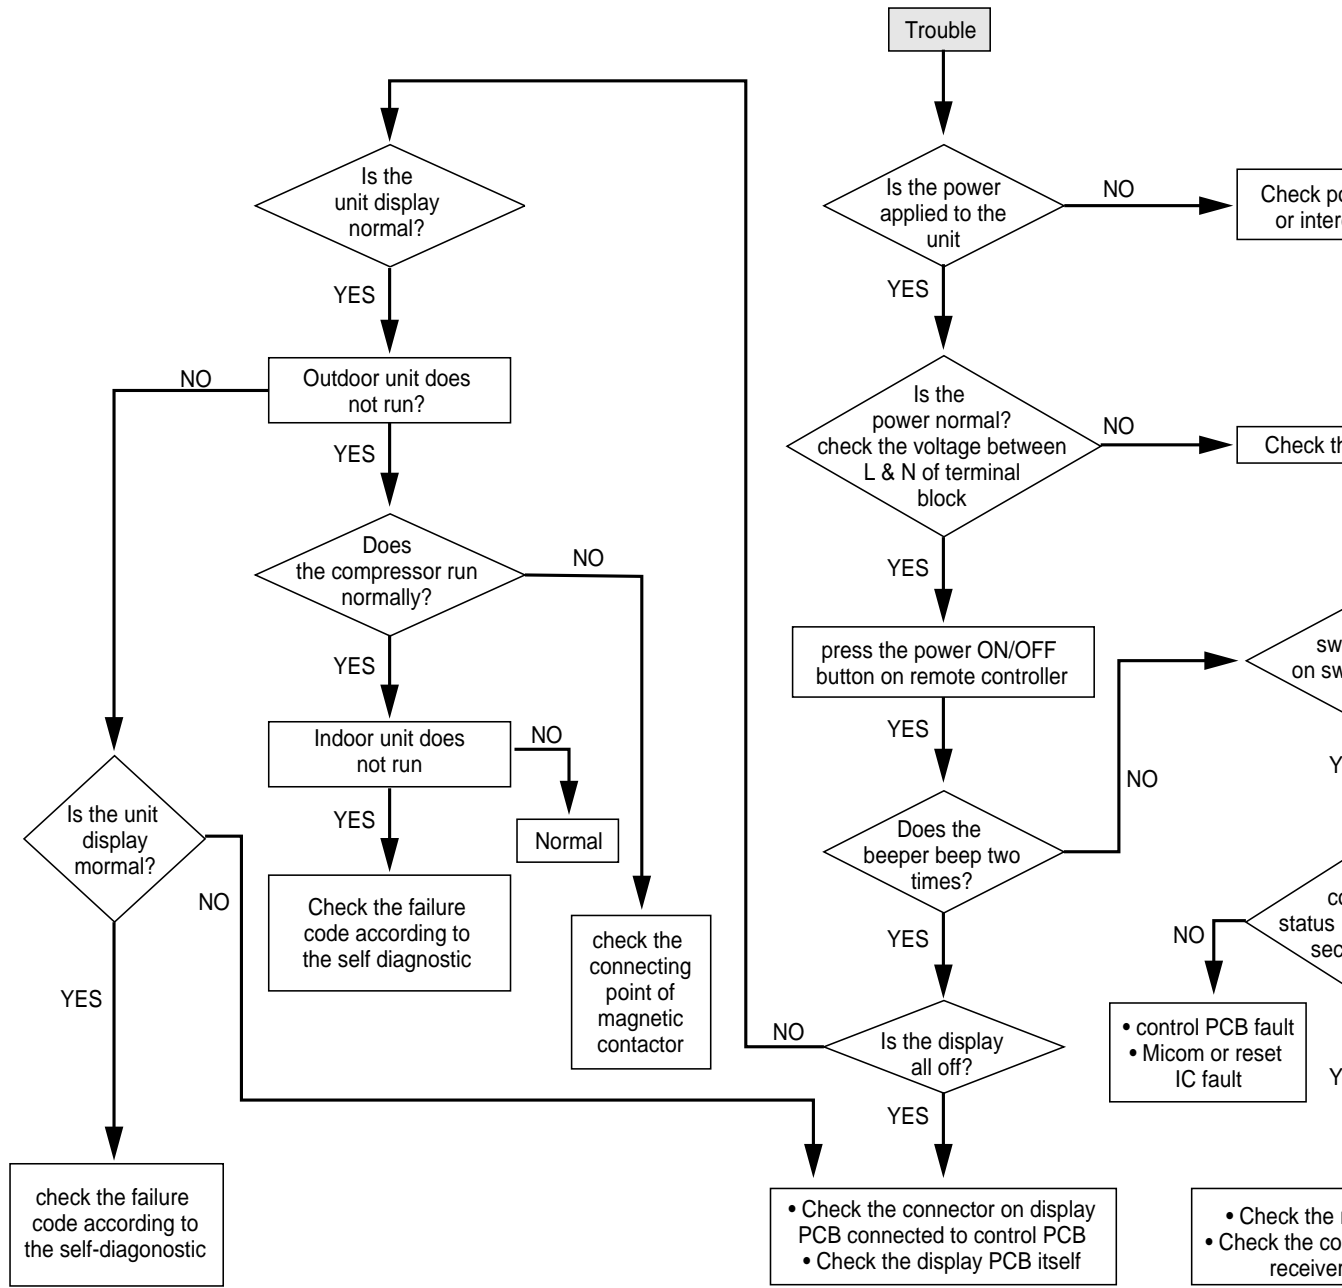 Trouble
Is the power
applied to the
unit
NO
Check
or
YES
Is the
power normal?
check the voltage between
L & N of terminal
block
NO
Check
YES
press the power ON/OFF
button on remote controller
YES
Does the
beeper beep two
times?
NO
on
YES
Is the display
all off?
NO
YES
• Check the connector on display
PCB connected to control PCB
• Check the display PCB itself
Is the
unit display
normal?
YES
Outdoor unit does
not run?
NO
YES
Does
the compressor run
normally?
NO
YES
Indoor unit does
not run
NO
Normal
YES
Check the failure
code according to
the self diagnostic
check the
connecting
point of
magnetic
contactor
Is the unit
display
mormal?
NO
YES
check the failure
code according to
the self-diagonostic
status
NO
• control PCB fault
• Micom or reset
IC fault
• Check the
• Check the